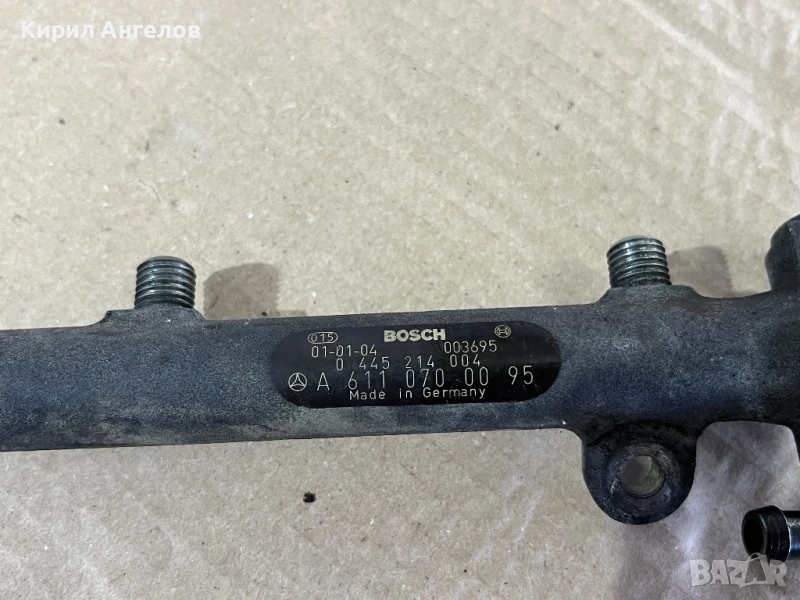 Кирил Ангелов
015 BOSCH
01-01-04 003695
0 445 214 004
A 611 070 00 95
Made in Germany
BAZAR